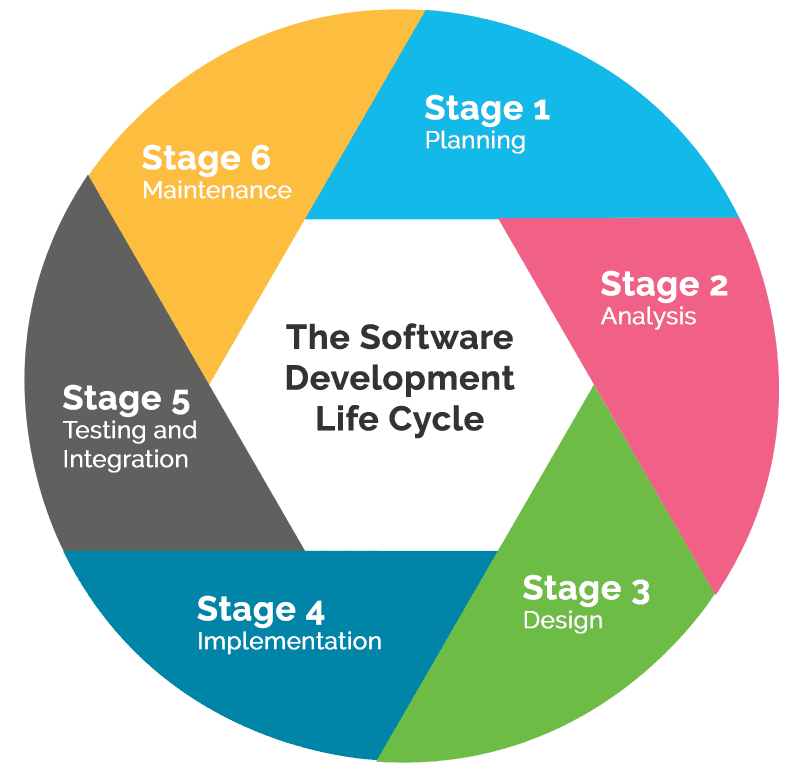 Stage 1
Planning
Stage 2
Analysis
Stage 3
Design
Stage 4
Implementation
Stage 5
Testing and
Integration
Stage 6
Maintenance
The Software
Development
Life Cycle